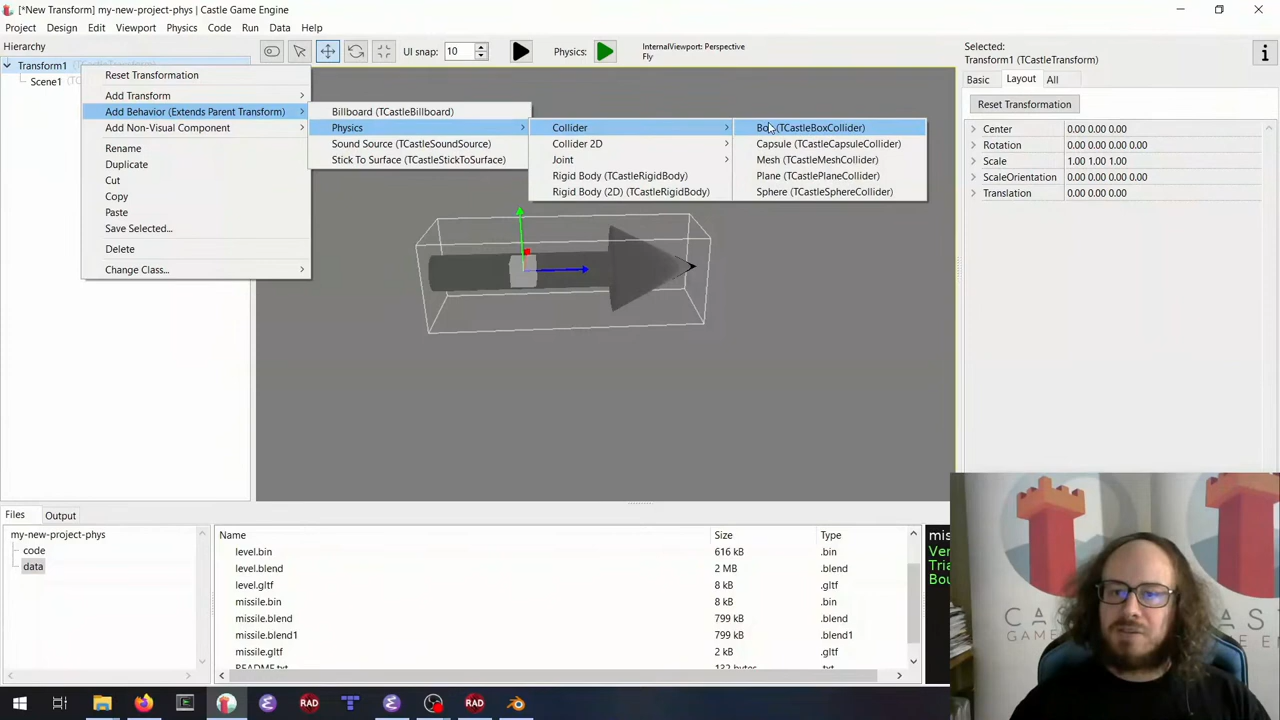 [*New Transform] my-new-project-phys | Castle Game Engine
Project Design Edit Viewport Physics Code Run Data Help
Hierarchy
Transform1
Scene1
UI snap: 10
Physics:
InternalViewport: Perspective
Fly
Selected:
Transform1 (TCastleTransform)
Basic Layout All
Reset Transformation
Center 0.00 0.00 0.00
Rotation 0.00 0.00 0.00 0.00
Scale 1.00 1.00 1.00
ScaleOrientation 0.00 0.00 0.00 0.00
Translation 0.00 0.00 0.00
Reset Transformation
Add Transform
Add Behavior (Extends Parent Transform)
Add Non-Visual Component
Rename
Duplicate
Cut
Copy
Paste
Save Selected...
Delete
Change Class...
Billboard (TCastleBillboard)
Physics
Sound Source (TCastleSoundSource)
Stick To Surface (TCastleStickToSurface)
Collider
Collider 2D
Joint
Rigid Body (TCastleRigidBody)
Rigid Body (2D) (TCastleRigidBody)
(TCastleBoxCollider)
Capsule (TCastleCapsuleCollider)
Mesh (TCastleMeshCollider)
Plane (TCastlePlaneCollider)
Sphere (TCastleSphereCollider)
Files Output
my-new-project-phys
code
data
Name Size Type
level.bin 616 kB .bin
level.blend 2 MB .blend
level.gltf 8 kB .gltf
missile.bin 8 kB .bin
missile.blend 799 kB .blend
missile.blend1 799 kB .blend1
missile.gltf 2 kB .gltf
README.txt 132 bytes .txt
RAD
RAD